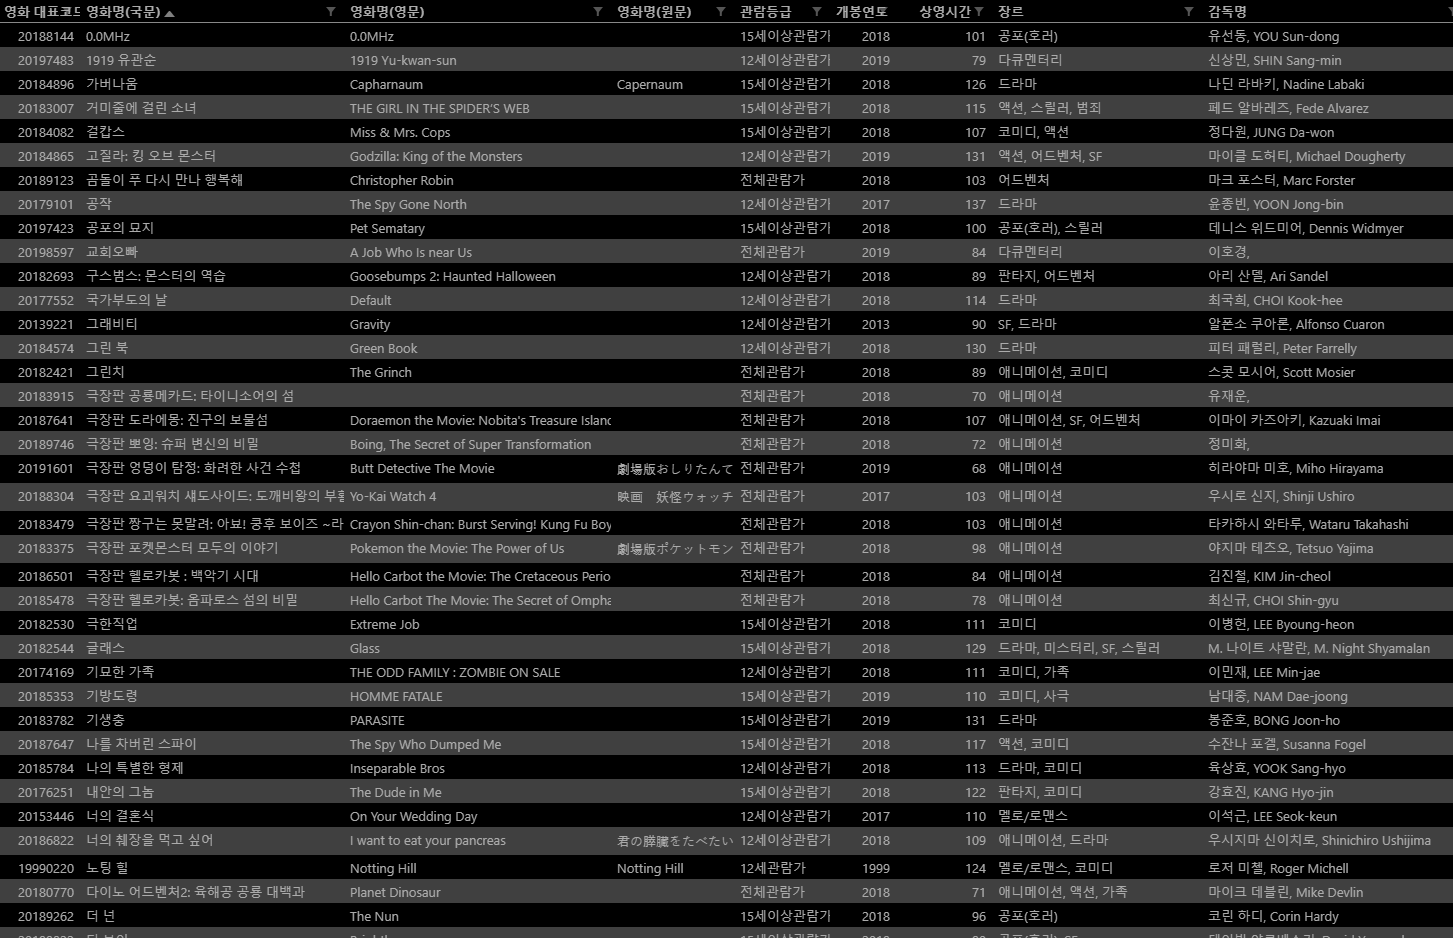 영화 대표코드 영화명(국문) 영화명(영문) 영화명(원문) 관람등급 개봉연도 상영시간 장르 감독명
20188144 0.0MHz 0.0MHz 15세이상관람가 2018 101 공포(호러) 유선동, YOU Sun-dong
20197483 1919 유관순 1919 Yu-kwan-sun 12세이상관람가 2019 79 다큐멘터리 신상민, SHIN Sang-min
20184896 가버나움 Capharnaum Capernaum 15세이상관람가 2018 126 드라마 나딘 라바키, Nadine Labaki
20183007 거미줄에 걸린 소녀 THE GIRL IN THE SPIDER'S WEB 15세이상관람가 2018 115 액션, 스릴러, 범죄 페드 알바레즈, Fede Alvarez
20184082 걸캅스 Miss & Mrs. Cops 15세이상관람가 2018 107 코미디, 액션 정다원, JUNG Da-won
20184865 고질라: 킹 오브 몬스터 Godzilla: King of the Monsters 12세이상관람가 2019 131 액션, 어드벤처, SF 마이클 도허티, Michael Dougherty
20189123 곰돌이 푸 다시 만나 행복해 Christopher Robin 전체관람가 2018 103 어드벤처 마크 포스터, Marc Forster
20179101 공작 The Spy Gone North 12세이상관람가 2017 137 드라마 윤종빈, YOON Jong-bin
20197423 공포의 묘지 Pet Sematary 15세이상관람가 2018 100 공포(호러), 스릴러 데니스 위드미어, Dennis Widmyer
20198597 교회오빠 A Job Who Is near Us 전체관람가 2019 84 다큐멘터리 이호경,
20182693 구스범스: 몬스터의 역습 Goosebumps 2: Haunted Halloween 12세이상관람가 2018 89 판타지, 어드벤처 아리 산델, Ari Sandel
20177552 국가부도의 날 Default 12세이상관람가 2018 114 드라마 최국희, CHOI Kook-hee
20139221 그래비티 Gravity 12세이상관람가 2013 90 SF, 드라마 알폰소 쿠아론, Alfonso Cuaron
20184574 그린 북 Green Book 12세이상관람가 2018 130 드라마 피터 패럴리, Peter Farrelly
20182421 그린치 The Grinch 전체관람가 2018 89 애니메이션, 코미디 스콧 모시어, Scott Mosier
20183915 극장판 공룡메카드: 타이니소어의 섬 전체관람가 2018 70 애니메이션 유재운,
20187641 극장판 도라에몽: 진구의 보물섬 Doraemon the Movie: Nobita's Treasure Island 전체관람가 2018 107 애니메이션, SF, 어드벤처 이마이 카즈아키, Kazuaki Imai
20189746 극장판 뽀잉: 슈퍼 변신의 비밀 Boing, The Secret of Super Transformation 전체관람가 2018 72 애니메이션 정미화,
20191601 극장판 엉덩이 탐정: 화려한 사건 수첩 Butt Detective The Movie 劇場版おしりたんて 전체관람가 2019 68 애니메이션 히라야마 미호, Miho Hirayama
20188304 극장판 요괴워치 섀도사이드: 도깨비왕의 부활 Yo-Kai Watch 4 映画 妖怪ウォッチ 전체관람가 2017 103 애니메이션 우시로 신지, Shinji Ushiro
20183479 극장판 짱구는 못말려: 아뵤! 쿵후 보이즈 ~라 Crayon Shin-chan: Burst Serving! Kung Fu Boy 전체관람가 2018 103 애니메이션 타카하시 와타루, Wataru Takahashi
20183375 극장판 포켓몬스터 모두의 이야기 Pokemon the Movie: The Power of Us 劇場版ポケットモン 전체관람가 2018 98 애니메이션 야지마 테츠오, Tetsuo Yajima
20186501 극장판 헬로카봇 : 백악기 시대 Hello Carbot the Movie: The Cretaceous Perio 전체관람가 2018 84 애니메이션 김진철, KIM Jin-cheol
20185478 극장판 헬로카봇: 옴파로스 섬의 비밀 Hello Carbot The Movie: The Secret of Ompha 전체관람가 2018 78 애니메이션 최신규, CHOI Shin-gyu
20182530 극한직업 Extreme Job 15세이상관람가 2018 111 코미디 이병헌, LEE Byoung-heon
20182544 글래스 Glass 15세이상관람가 2018 129 드라마, 미스터리, SF, 스릴러 M. 나이트 샤말란, M. Night Shyamalan
20174169 기묘한 가족 THE ODD FAMILY : ZOMBIE ON SALE 12세이상관람가 2018 111 코미디, 가족 이민재, LEE Min-jae
20185353 기방도령 HOMME FATALE 15세이상관람가 2019 110 코미디, 사극 남대중, NAM Dae-joong
20183782 기생충 PARASITE 15세이상관람가 2019 131 드라마 봉준호, BONG Joon-ho
20187647 나를 차버린 스파이 The Spy Who Dumped Me 15세이상관람가 2018 117 액션, 코미디 수잔나 포겔, Susanna Fogel
20185784 나의 특별한 형제 Inseparable Bros 12세이상관람가 2018 113 드라마, 코미디 육상효, YOOK Sang-hyo
20176251 내안의 그놈 The Dude in Me 15세이상관람가 2018 122 판타지, 코미디 강효진, KANG Hyo-jin
20153446 너의 결혼식 On Your Wedding Day 12세이상관람가 2017 110 멜로/로맨스 이석근, LEE Seok-keun
20186822 너의 췌장을 먹고 싶어 I want to eat your pancreas 君の膵臓をたべたい 12세이상관람가 2018 109 애니메이션, 드라마 우시지마 신이치로, Shinichiro Ushijima
19990220 노팅 힐 Notting Hill Notting Hill 12세관람가 1999 124 멜로/로맨스, 코미디 로저 미첼, Roger Michell
20180770 다이노 어드벤처2: 육해공 공룡 대백과 Planet Dinosaur 전체관람가 2018 71 애니메이션, 액션, 가족 마이크 데블린, Mike Devlin
20189262 더 넌 The Nun 15세이상관람가 2018 96 공포(호러) 코린 하디, Corin Hardy